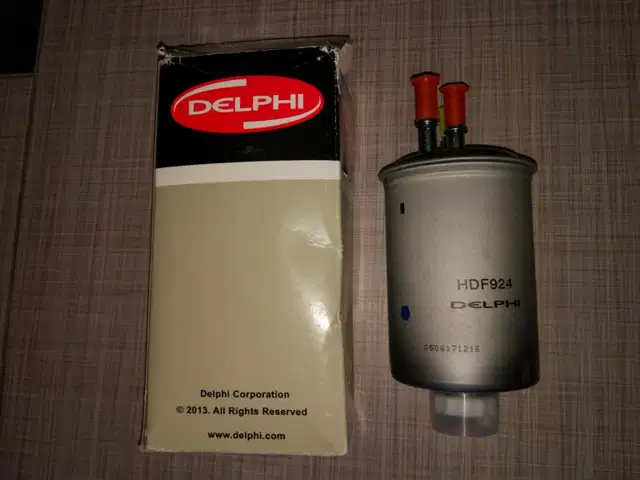 DELPHI
Delphi Corporation
© 2013. All Rights Reserved
www.delphi.com
HDF924
DELPHI
0506171216